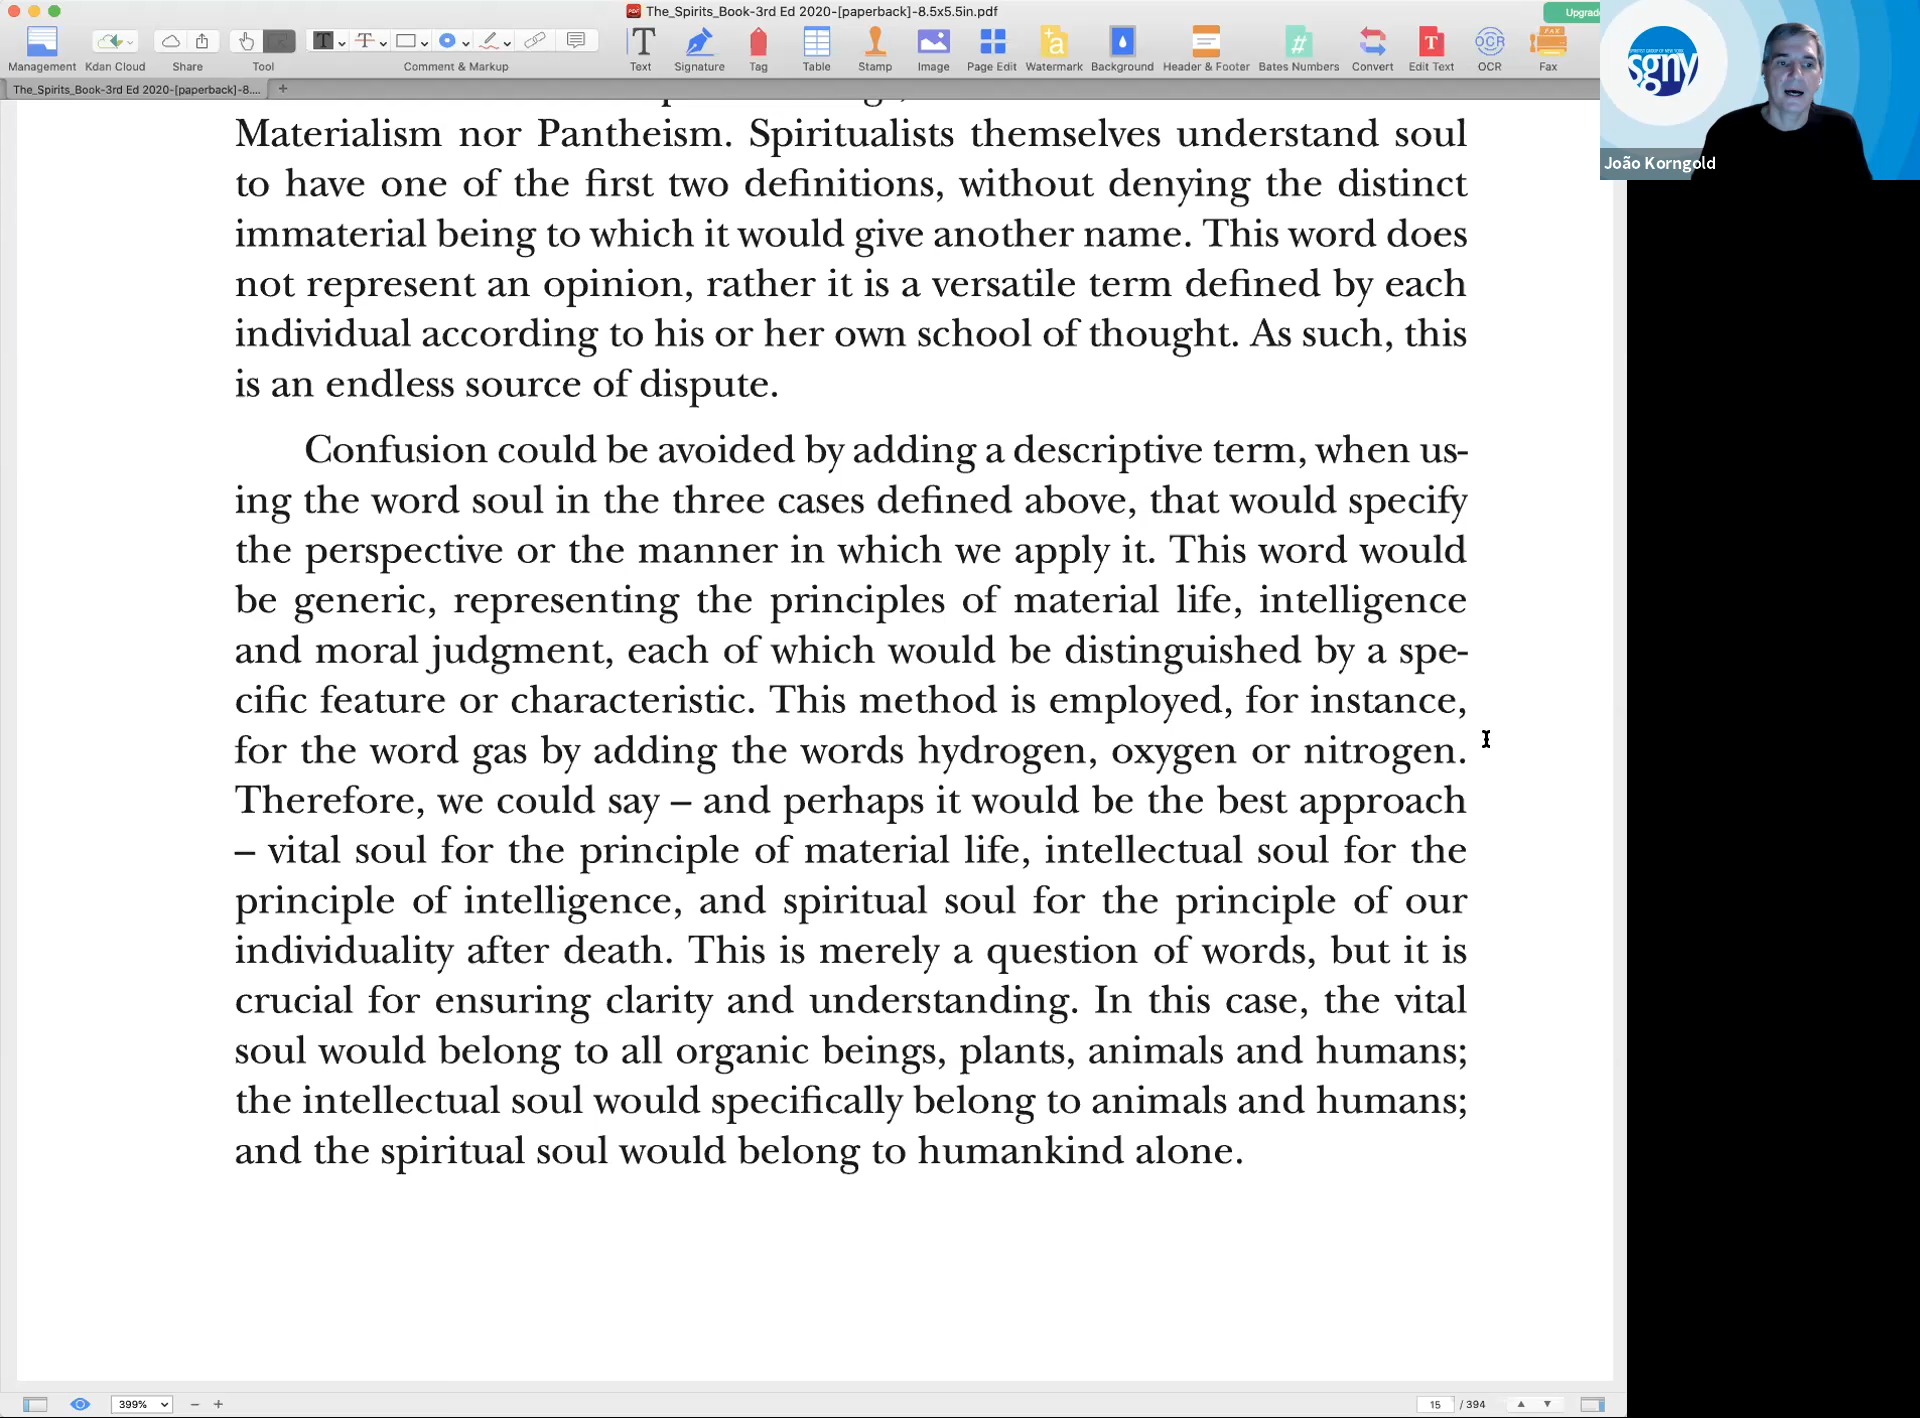 The_Spirits_Book-3rd Ed 2020-[paperback]-8.5x5.5in.pdf
Upgrade
Management Kdan Cloud Share Tool Comment & Markup Text Signature Tag Table Stamp Image Page Edit Watermark Background Header & Footer Bates Numbers Convert Edit Text OCR Fax
The_Spirits_Book-3rd Ed 2020-[paperback]-8....
sgny
João Korngold
Materialism nor Pantheism. Spiritualists themselves understand soul
to have one of the first two definitions, without denying the distinct
immaterial being to which it would give another name. This word does
not represent an opinion, rather it is a versatile term defined by each
individual according to his or her own school of thought. As such, this
is an endless source of dispute.
Confusion could be avoided by adding a descriptive term, when us-
ing the word soul in the three cases defined above, that would specify
the perspective or the manner in which we apply it. This word would
be generic, representing the principles of material life, intelligence
and moral judgment, each of which would be distinguished by a spe-
cific feature or characteristic. This method is employed, for instance,
for the word gas by adding the words hydrogen, oxygen or nitrogen.
Therefore, we could say – and perhaps it would be the best approach
– vital soul for the principle of material life, intellectual soul for the
principle of intelligence, and spiritual soul for the principle of our
individuality after death. This is merely a question of words, but it is
crucial for ensuring clarity and understanding. In this case, the vital
soul would belong to all organic beings, plants, animals and humans;
the intellectual soul would specifically belong to animals and humans;
and the spiritual soul would belong to humankind alone.
399% 15 / 394